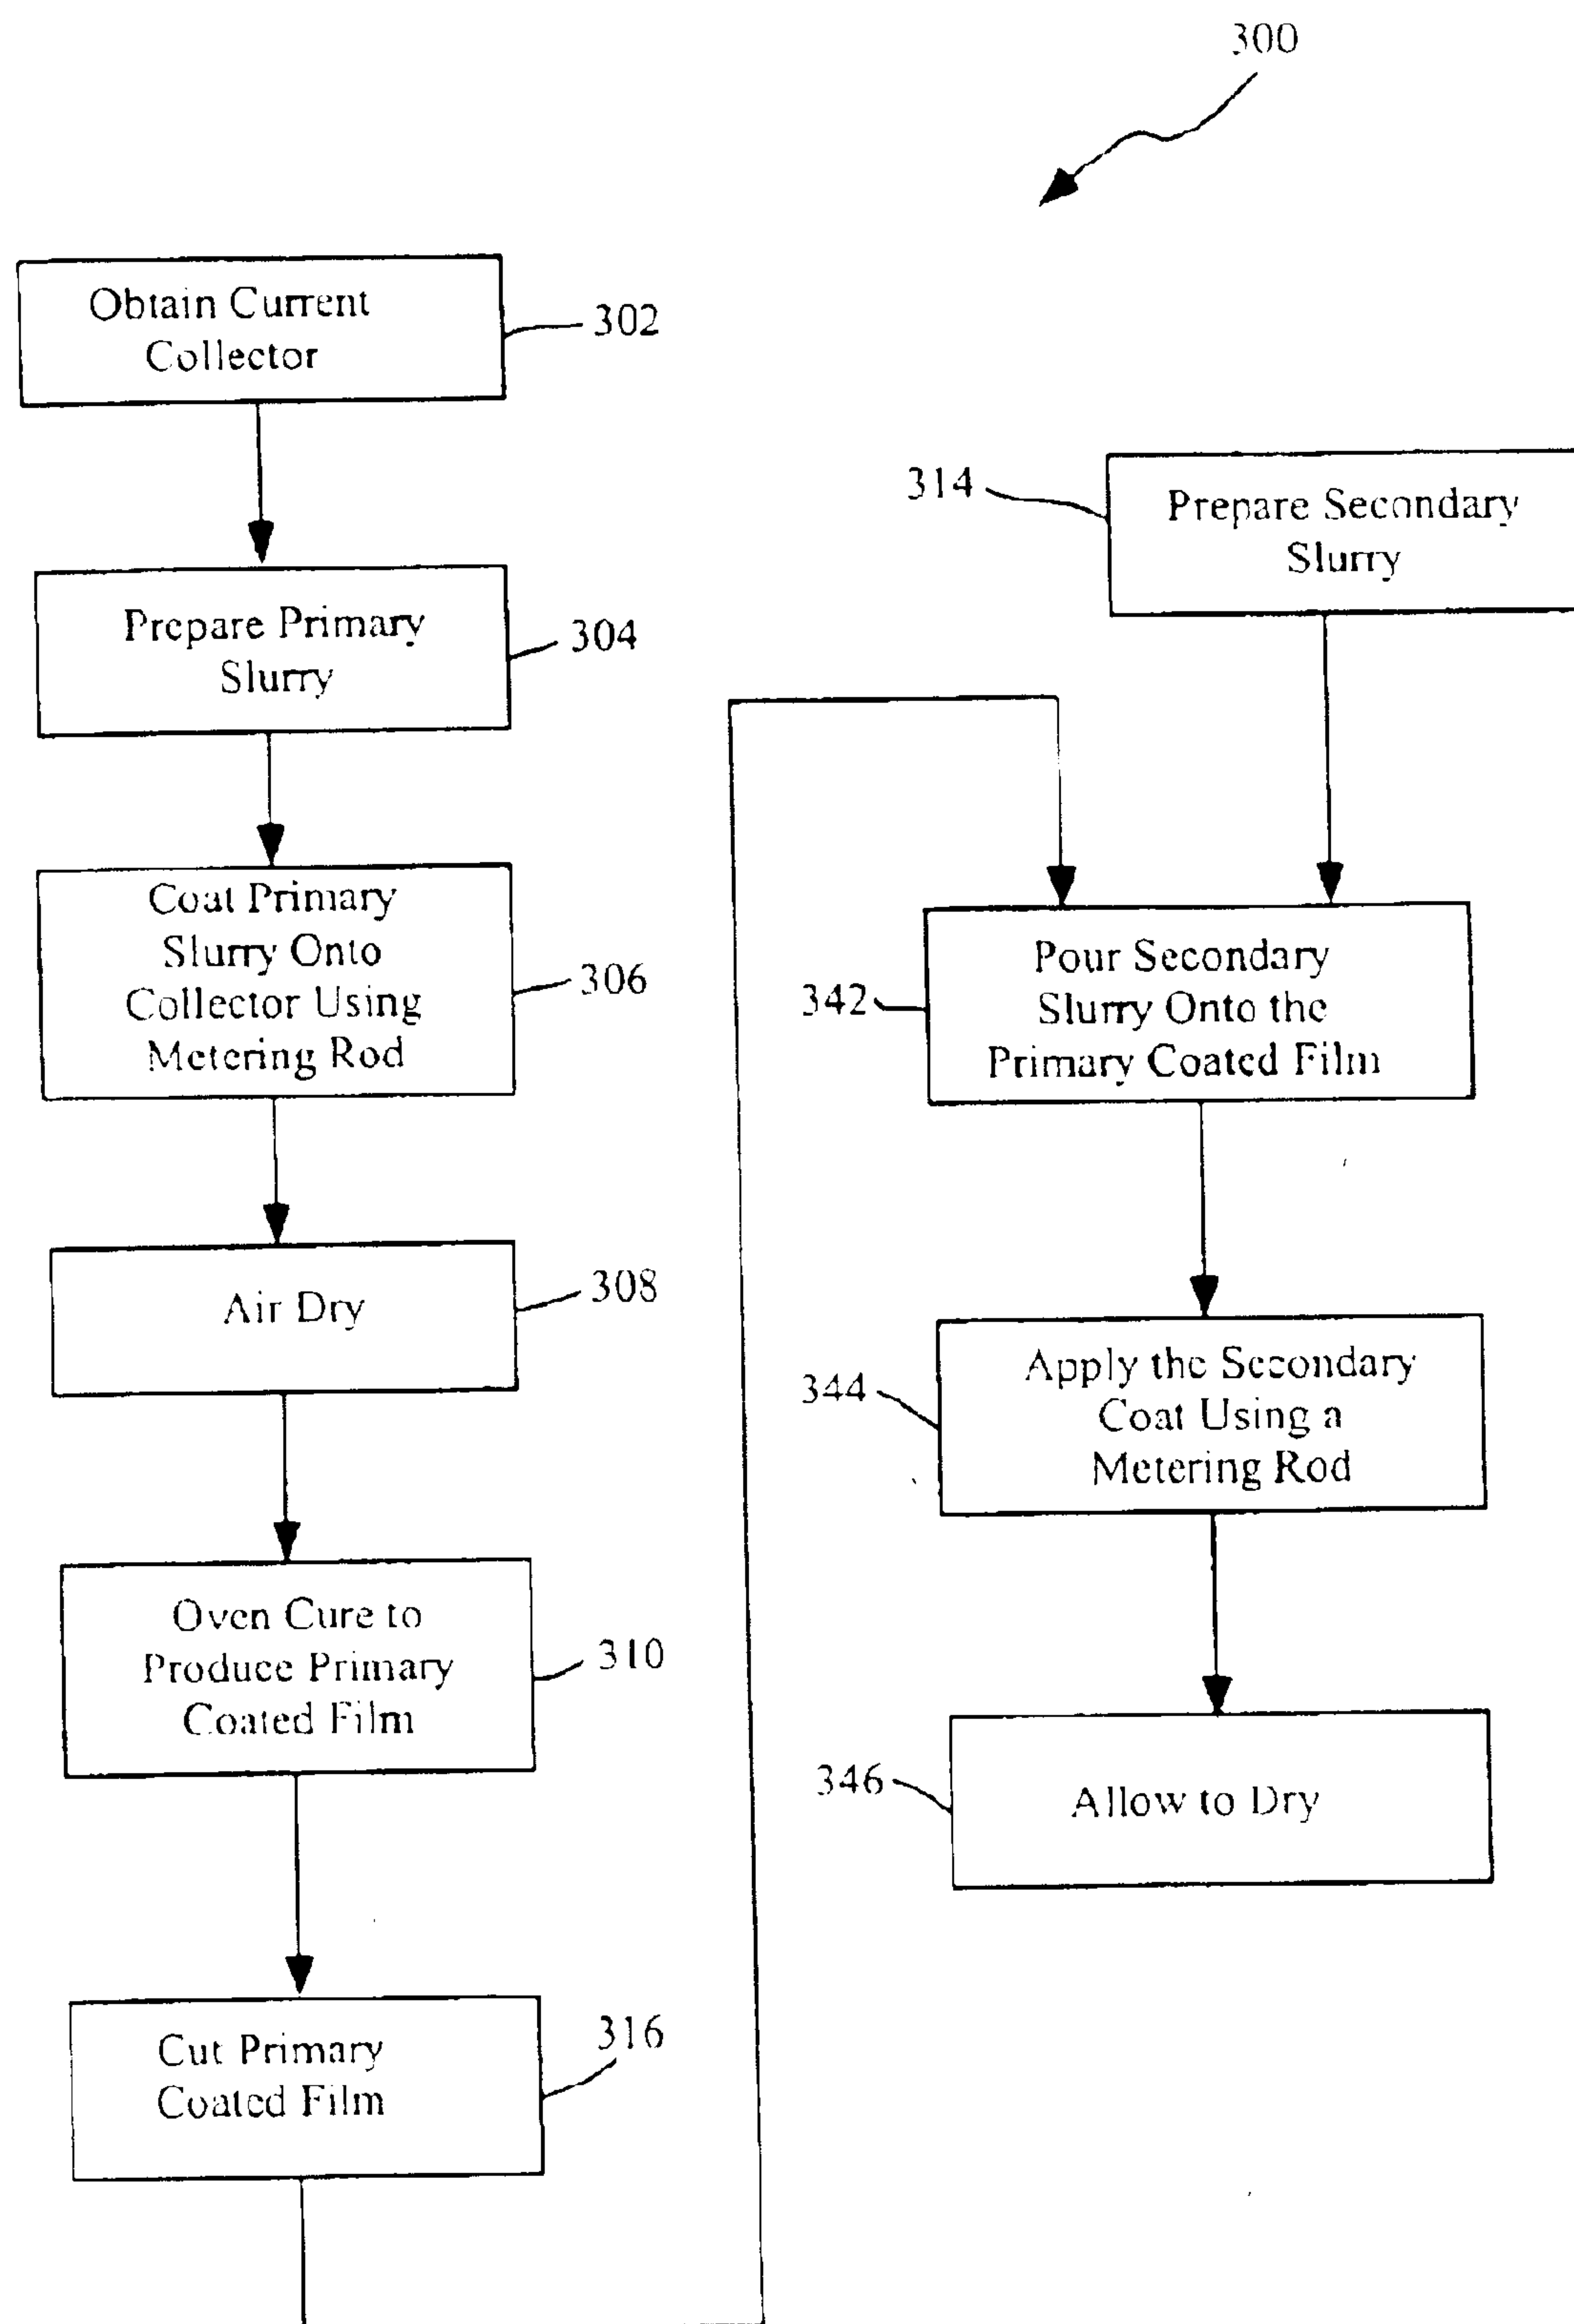 300
Obtain Current
Collector
302
Prepare Primary
Slurry
304
Coat Primary
Slurry Onto
Collector Using
Metering Rod
306
Air Dry
308
Oven Cure to
Produce Primary
Coated Film
310
Cut Primary
Coated Film
316
314
Prepare Secondary
Slurry
342
Pour Secondary
Slurry Onto the
Primary Coated Film
344
Apply the Secondary
Coat Using a
Metering Rod
346
Allow to Dry